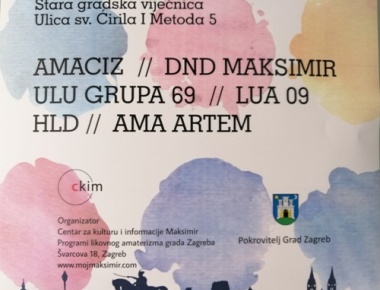 Stara gradska vijećnica
Ulica sv. Ćirila I Metoda 5
AMACIZ // DND MAKSIMIR
ULU GRUPA 69 // LUA 09
HLD // AMA ARTEM
ckim
Organizator
Centar za kulturu i informacije Maksimir
Programi likovnog amaterizma grada Zagreba
Švarcova 18, Zagreb
www.mojmaksimir.com
Pokrovitelj Grad Zagreb